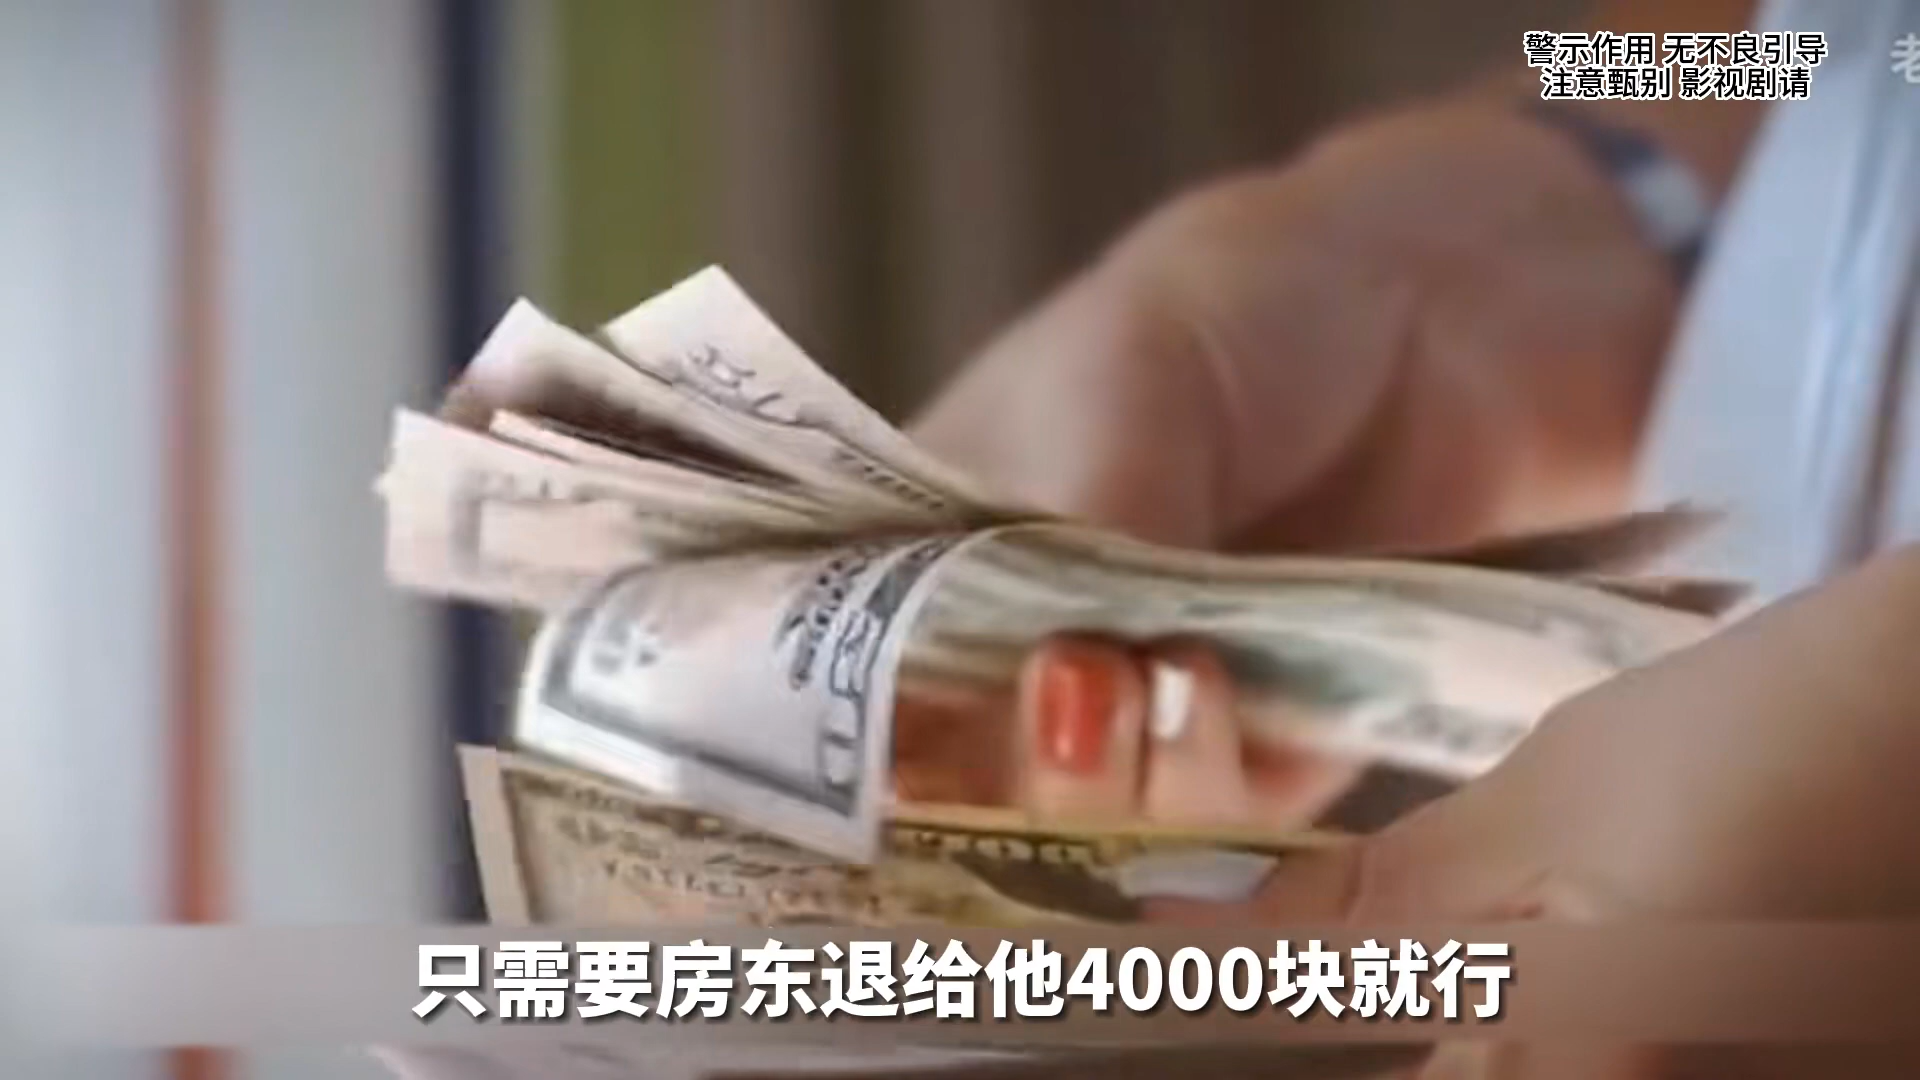 警示作用 无不良引导
注意甄别 影视剧请
老
只需要房东退给他4000块就行